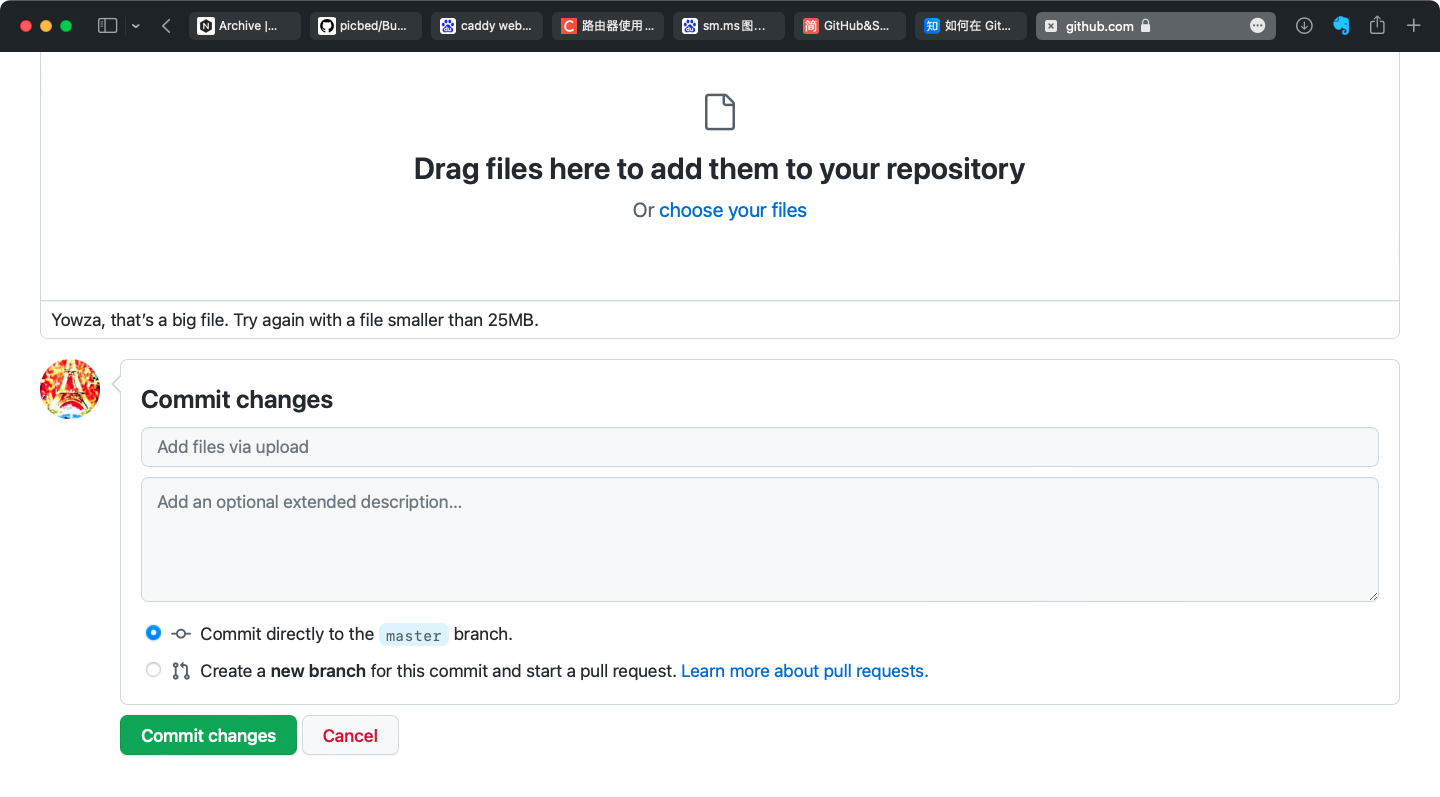 Archive |...
picbed/Bu...
caddy web...
路由器使用...
sm.ms图...
简
GitHub&S...
知
如何在 Git...
github.com
Drag files here to add them to your repository
Or choose your files
Yowza, that’s a big file. Try again with a file smaller than 25MB.
Commit changes
Add files via upload
Add an optional extended description...
Commit directly to the master branch.
Create a new branch for this commit and start a pull request. Learn more about pull requests.
Commit changes
Cancel